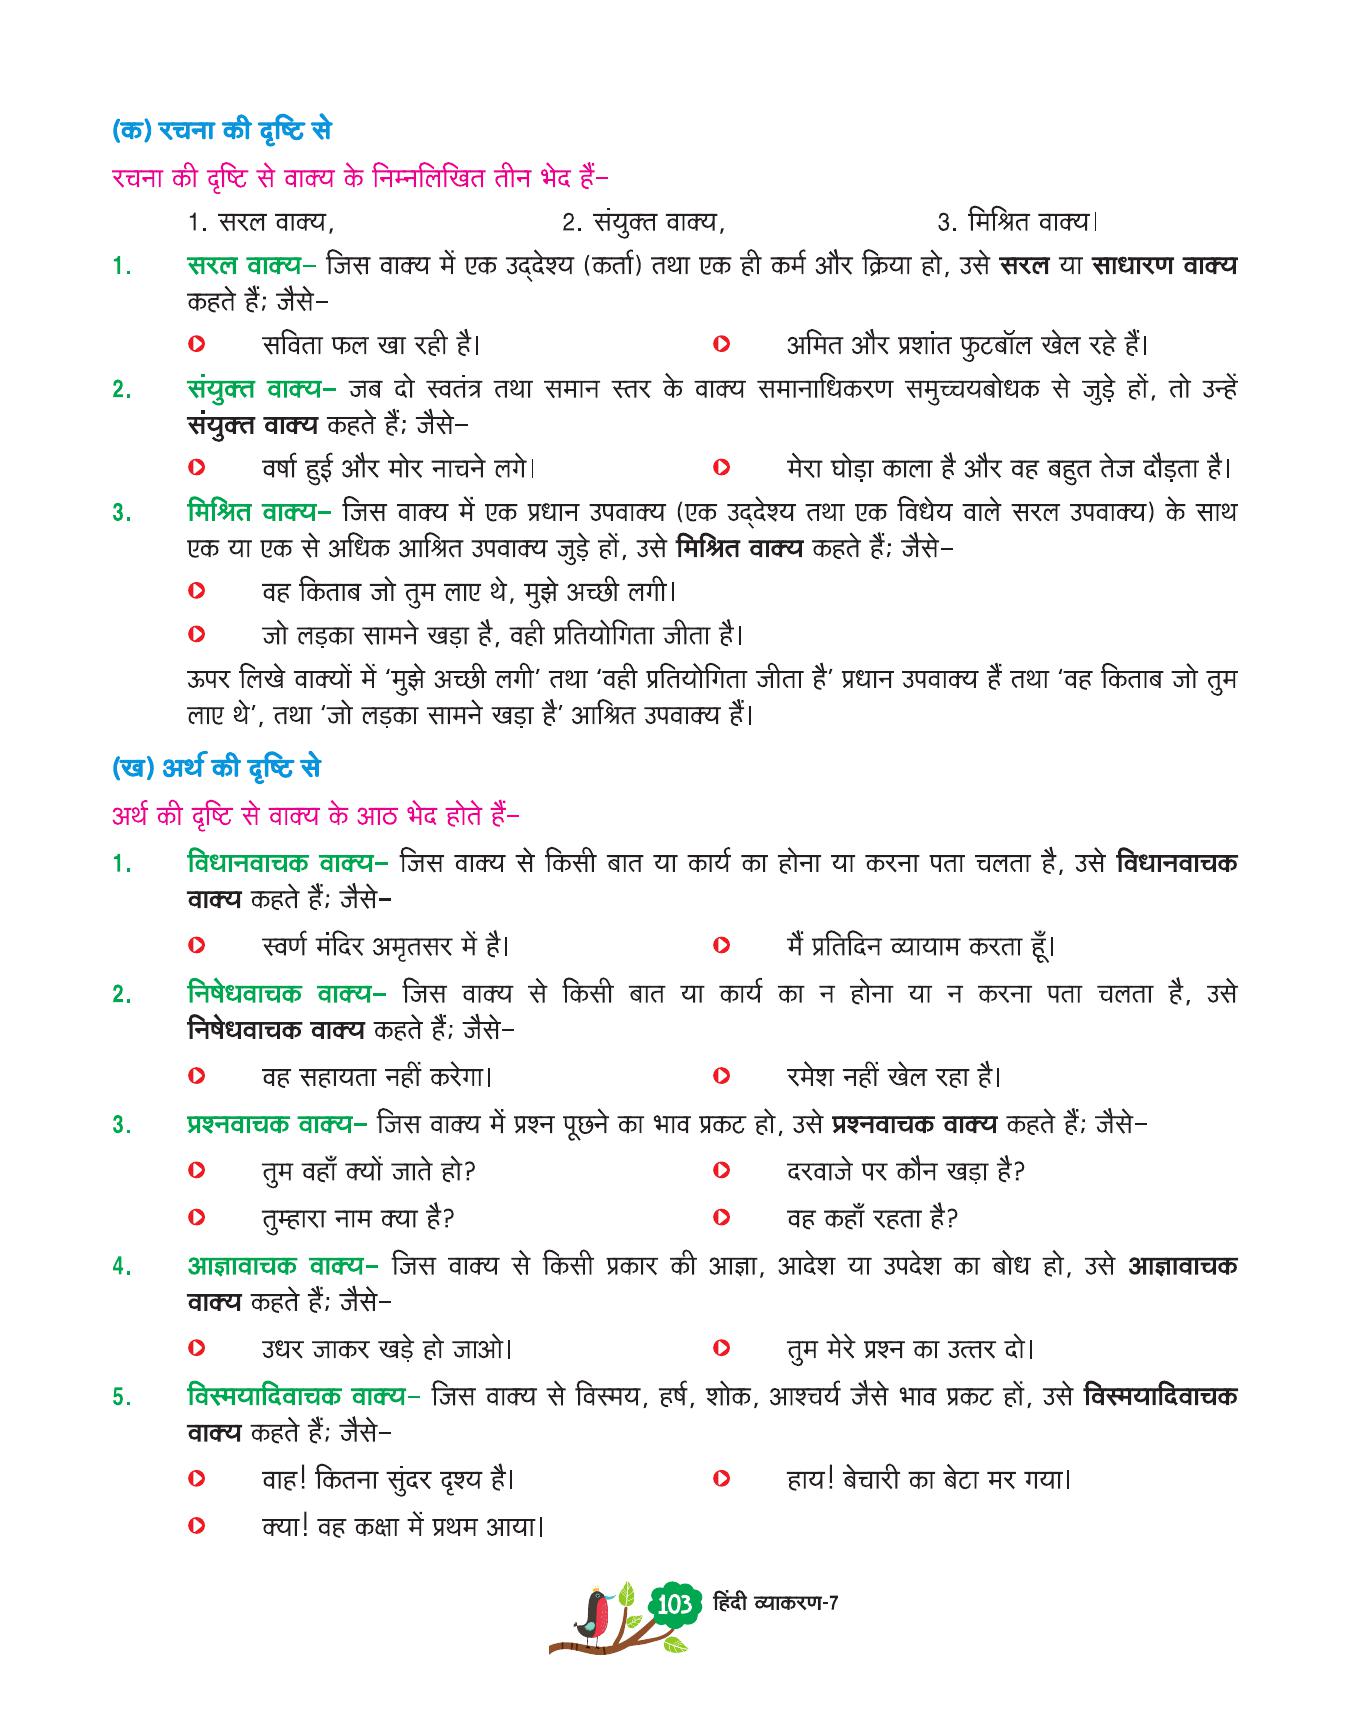 (क) रचना की दृष्टि से
रचना की दृष्टि से वाक्य के निम्नलिखित तीन भेद हैं–
1. सरल वाक्य, 2. संयुक्त वाक्य, 3. मिश्रित वाक्य।
1. सरल वाक्य– जिस वाक्य में एक उद्‌देश्य (कर्ता) तथा एक ही कर्म और क्रिया हो, उसे सरल या साधारण वाक्य
कहते हैं; जैसे–
सविता फल खा रही है। अमित और प्रशांत फुटबॉल खेल रहे हैं।
2. संयुक्त वाक्य– जब दो स्वतंत्र तथा समान स्तर के वाक्य समानाधिकरण समुच्चयबोधक से जुड़े हों, तो उन्हें
संयुक्त वाक्य कहते हैं; जैसे–
वर्षा हुई और मोर नाचने लगे। मेरा घोड़ा काला है और वह बहुत तेज दौड़ता है।
3. मिश्रित वाक्य– जिस वाक्य में एक प्रधान उपवाक्य (एक उद्‌देश्य तथा एक विधेय वाले सरल उपवाक्य) के साथ
एक या एक से अधिक आश्रित उपवाक्य जुड़े हों, उसे मिश्रित वाक्य कहते हैं; जैसे–
वह किताब जो तुम लाए थे, मुझे अच्छी लगी।
जो लड़का सामने खड़ा है, वही प्रतियोगिता जीता है।
ऊपर लिखे वाक्यों में ‘मुझे अच्छी लगी’ तथा ‘वही प्रतियोगिता जीता है’ प्रधान उपवाक्य हैं तथा ‘वह किताब जो तुम
लाए थे’, तथा ‘जो लड़का सामने खड़ा है’ आश्रित उपवाक्य हैं।
(ख) अर्थ की दृष्टि से
अर्थ की दृष्टि से वाक्य के आठ भेद होते हैं–
1. विधानवाचक वाक्य– जिस वाक्य से किसी बात या कार्य का होना या करना पता चलता है, उसे विधानवाचक
वाक्य कहते हैं; जैसे–
स्वर्ण मंदिर अमृतसर में है। मैं प्रतिदिन व्यायाम करता हूँ।
2. निषेधवाचक वाक्य– जिस वाक्य से किसी बात या कार्य का न होना या न करना पता चलता है, उसे
निषेधवाचक वाक्य कहते हैं; जैसे–
वह सहायता नहीं करेगा। रमेश नहीं खेल रहा है।
3. प्रश्नवाचक वाक्य– जिस वाक्य में प्रश्न पूछने का भाव प्रकट हो, उसे प्रश्नवाचक वाक्य कहते हैं; जैसे–
तुम वहाँ क्यों जाते हो? दरवाजे पर कौन खड़ा है?
तुम्हारा नाम क्या है? वह कहाँ रहता है?
4. आज्ञावाचक वाक्य– जिस वाक्य से किसी प्रकार की आज्ञा, आदेश या उपदेश का बोध हो, उसे आज्ञावाचक
वाक्य कहते हैं; जैसे–
उधर जाकर खड़े हो जाओ। तुम मेरे प्रश्न का उत्तर दो।
5. विस्मयादिवाचक वाक्य– जिस वाक्य से विस्मय, हर्ष, शोक, आश्चर्य जैसे भाव प्रकट हों, उसे विस्मयादिवाचक
वाक्य कहते हैं; जैसे–
वाह! कितना सुंदर दृश्य है। हाय! बेचारी का बेटा मर गया।
क्या! वह कक्षा में प्रथम आया।
103 हिंदी व्याकरण-7